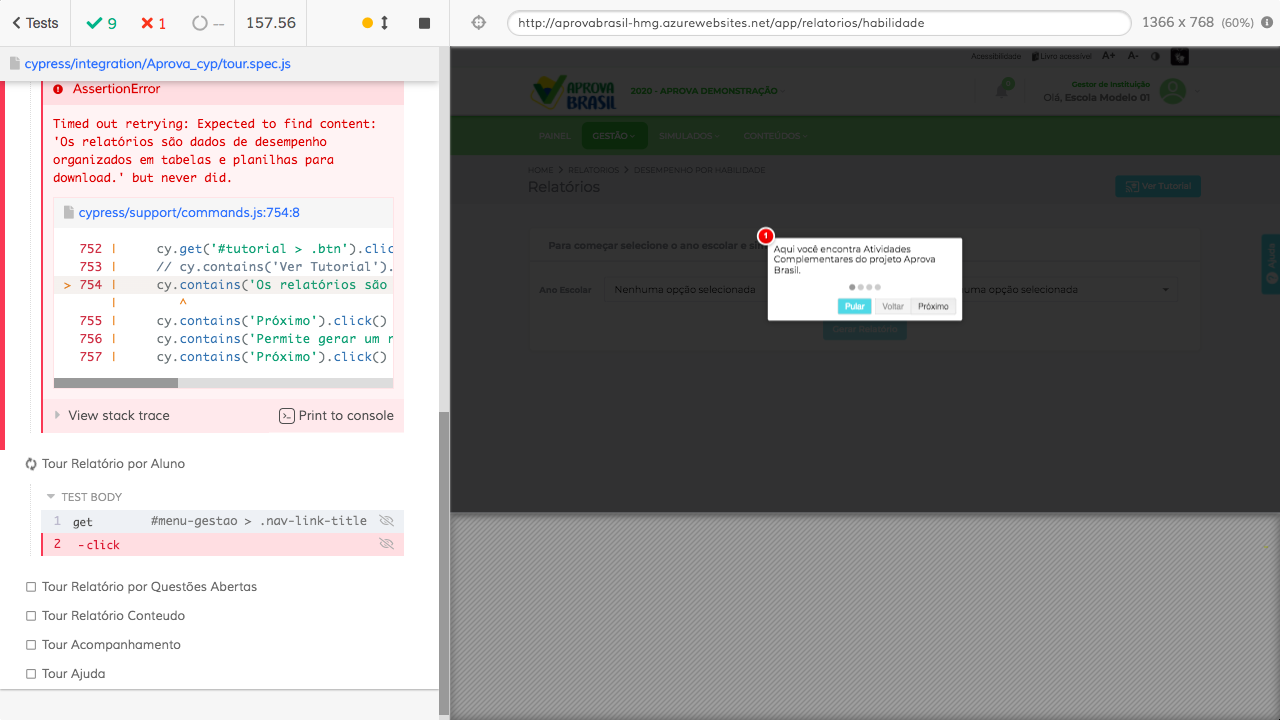 Tests
9
1
--
157.56
http://aprovabrasil-hmg.azurewebsites.net/app/relatorios/habilidade
1366 x 768 (60%)
cypress/integration/Aprova_cyp/tour.spec.js
AssertionError
Timed out retrying: Expected to find content:
'Os relatórios são dados de desempenho
organizados em tabelas e planilhas para
download.' but never did.
cypress/support/commands.js:754:8
752 | cy.get('#tutorial > .btn').clic
753 | // cy.contains('Ver Tutorial').
> 754 | cy.contains('Os relatórios são
| ^
755 | cy.contains('Próximo').click()
756 | cy.contains('Permite gerar um r
757 | cy.contains('Próximo').click()
View stack trace
Print to console
Tour Relatório por Aluno
TEST BODY
1 get #menu-gestao > .nav-link-title
2 -click
Tour Relatório por Questões Abertas
Tour Relatório Conteudo
Tour Acompanhamento
Tour Ajuda
Acessibilidade Livro acessível A+ A-
APROVA BRASIL
2020 - APROVA DEMONSTRAÇÃO
Gestor de Instituição
Olá, Escola Modelo 01
PAINEL GESTÃO SIMULADOS CONTEÚDOS
HOME > RELATÓRIOS > DESEMPENHO POR HABILIDADE
Relatórios
Ver Tutorial
Para começar selecione o ano escolar e
1
Aqui você encontra Atividades
Complementares do projeto Aprova
Brasil.
Pular Voltar Próximo
Ano Escolar Nenhuma opção selecionada
uma opção selecionada
Gerar Relatório
Ajuda